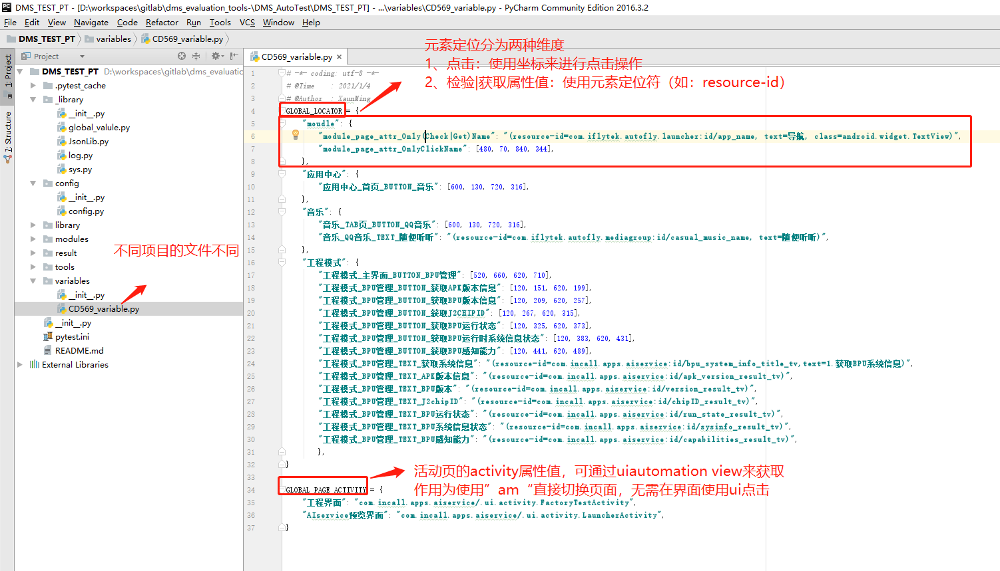 DMS_TEST_PT - [D:\workspaces\gitlab\dms_evaluation_tools-\DMS_AutoTest\DMS_TEST_PT] - ...\variables\CD569_variable.py - PyCharm Community Edition 2016.3.2
File Edit View Navigate Code Refactor Run Tools VCS Window Help
DMS_TEST_PT variables CD569_variable.py
Project
CD569_variable.py
1: Project
7: Structure
DMS_TEST_PT D:\workspaces\gitlab\dms_evaluatic
.pytest_cache
_library
__init__.py
global_valule.py
JsonLib.py
log.py
sys.py
config
__init__.py
config.py
library
modules
result
tools
variables
__init__.py
CD569_variable.py
__init__.py
pytest.ini
README.md
External Libraries
不同项目的文件不同
元素定位分为两种维度
1、点击：使用坐标来进行点击操作
2、检验|获取属性值：使用元素定位符（如：resource-id）
1 # -*- coding: utf-8 -*-
2 # @Time : 2021/1/4
3 # @Author : XaunMing
4 GLOBAL_LOCATOR = {
5 "moudle": {
6 "module_page_attr_Only(Check|Get)Name": "(resource-id=com.iflytek.autofly.launcher:id/app_name, text=导航, class=android.widget.TextView)",
7 "module_page_attr_OnlyClickName": [480, 70, 840, 344],
8 },
9 "应用中心": {
10 "应用中心_首页_BUTTON_音乐": [600, 130, 720, 316],
11 },
12 "音乐": {
13 "音乐_TAB页_BUTTON_QQ音乐": [600, 130, 720, 316],
14 "音乐_QQ音乐_TEXT_随便听听": "(resource-id=com.iflytek.autofly.mediagroup:id/casual_music_name, text=随便听听)",
15 },
16 "工程模式": {
17 "工程模式_主界面_BUTTON_BPU管理": [520, 660, 620, 710],
18 "工程模式_BPU管理_BUTTON_获取APK版本信息": [120, 151, 620, 199],
19 "工程模式_BPU管理_BUTTON_获取BPU版本信息": [120, 209, 620, 257],
20 "工程模式_BPU管理_BUTTON_获取J2CHIPID": [120, 267, 620, 315],
21 "工程模式_BPU管理_BUTTON_获取BPU运行状态": [120, 325, 620, 373],
22 "工程模式_BPU管理_BUTTON_获取BPU运行时系统信息状态": [120, 383, 620, 431],
23 "工程模式_BPU管理_BUTTON_获取BPU感知能力": [120, 441, 620, 489],
24 "工程模式_BPU管理_TEXT_获取系统信息": "(resource-id=com.incall.apps.aiservice:id/bpu_system_info_title_tv,text=1.获取BPU系统信息)",
25 "工程模式_BPU管理_TEXT_APK版本信息": "(resource-id=com.incall.apps.aiservice:id/apk_version_result_tv)",
26 "工程模式_BPU管理_TEXT_BPU版本": "(resource-id=com.incall.apps.aiservice:id/version_result_tv)",
27 "工程模式_BPU管理_TEXT_J2chipID": "(resource-id=com.incall.apps.aiservice:id/chipID_result_tv)",
28 "工程模式_BPU管理_TEXT_BPU运行状态": "(resource-id=com.incall.apps.aiservice:id/run_state_result_tv)",
29 "工程模式_BPU管理_TEXT_BPU系统信息状态": "(resource-id=com.incall.apps.aiservice:id/sysinfo_result_tv)",
30 "工程模式_BPU管理_TEXT_BPU感知能力": "(resource-id=com.incall.apps.aiservice:id/capabilities_result_tv)",
31 },
32 }
33
活动页的activity属性值，可通过uiautomation view来获取
作用为使用”am“直接切换页面，无需在界面使用ui点击
34 GLOBAL_PAGE_ACTIVITY = {
35 "工程界面": "com.incall.apps.aiservice/.ui.activity.FactoryTestActivity",
36 "AIservice预览界面": "com.incall.apps.aiservice/.ui.activity.LauncherActivity",
37 }